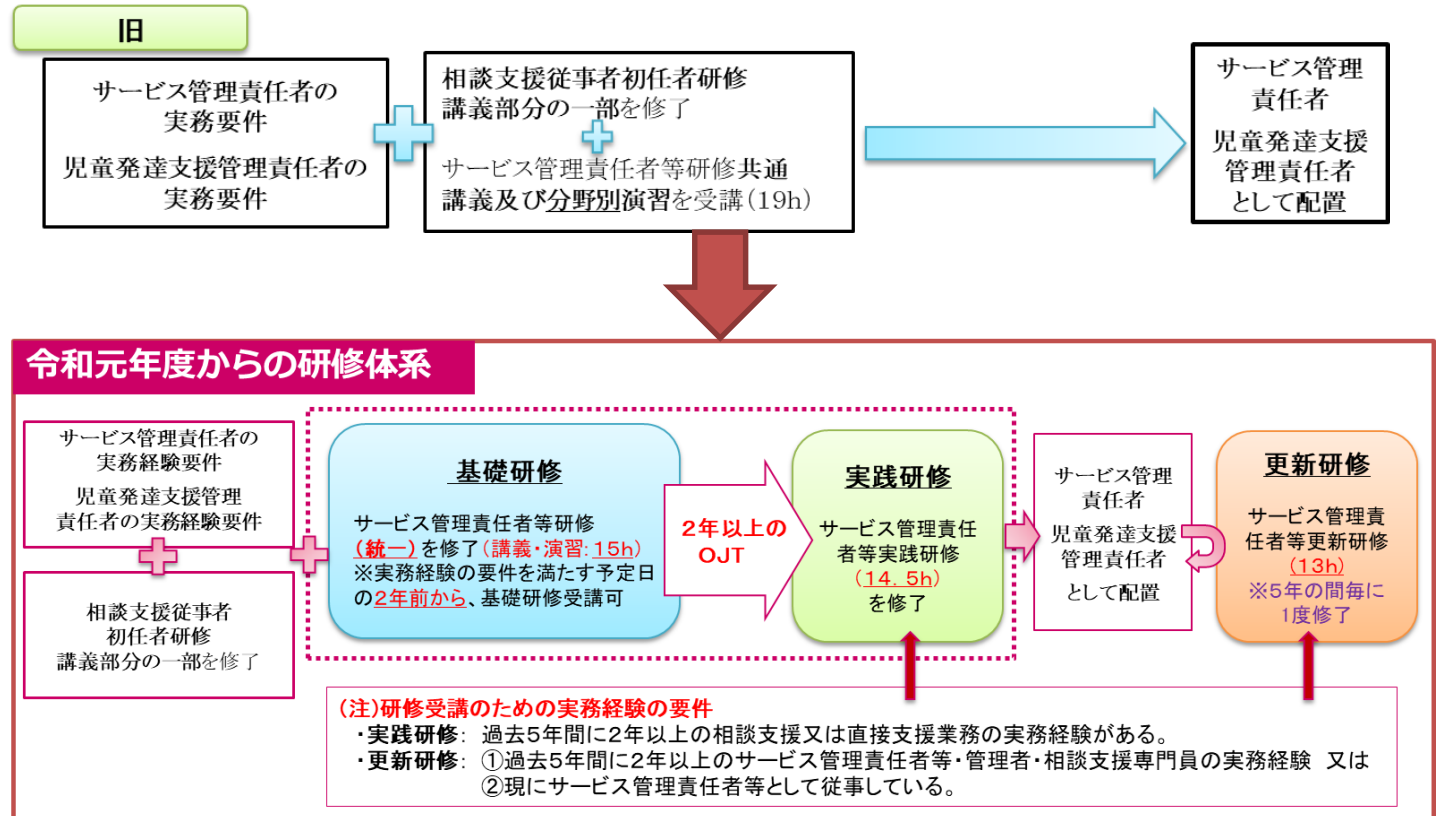 旧
サービス管理責任者の
実務要件
児童発達支援管理責任者の
実務要件
相談支援従事者初任者研修
講義部分の一部を修了
サービス管理責任者等研修共通
講義及び分野別演習を受講(19h)
サービス管理
責任者
児童発達支援
管理責任者
として配置
令和元年度からの研修体系
サービス管理責任者の
実務経験要件
児童発達支援管理
責任者の実務経験要件
相談支援従事者
初任者研修
講義部分の一部を修了
基礎研修
サービス管理責任者等研修
(統一)を修了(講義・演習:15h)
※実務経験の要件を満たす予定日
の2年前から、基礎研修受講可
2年以上の
OJT
実践研修
サービス管理責任
者等実践研修
(14.5h)
を修了
サービス管理
責任者
児童発達支援
管理責任者
として配置
更新研修
サービス管理責
任者等更新研修
(13h)
※5年の間毎に
1度修了
(注)研修受講のための実務経験の要件
・実践研修: 過去5年間に2年以上の相談支援又は直接支援業務の実務経験がある。
・更新研修: ①過去5年間に2年以上のサービス管理責任者等・管理者・相談支援専門員の実務経験 又は
②現にサービス管理責任者等として従事している。